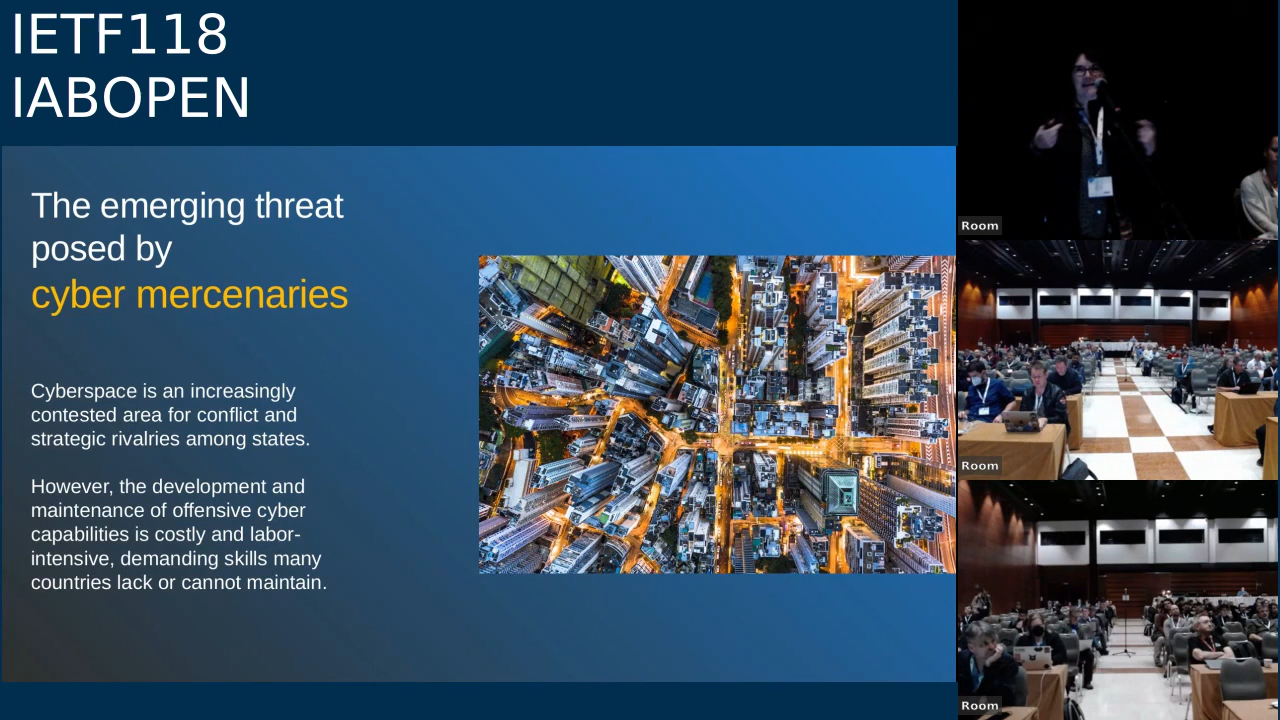 IETF118
IABOPEN
The emerging threat
posed by
cyber mercenaries
Cyberspace is an increasingly
contested area for conflict and
strategic rivalries among states.
However, the development and
maintenance of offensive cyber
capabilities is costly and labor-
intensive, demanding skills many
countries lack or cannot maintain.
Room
Room
Room